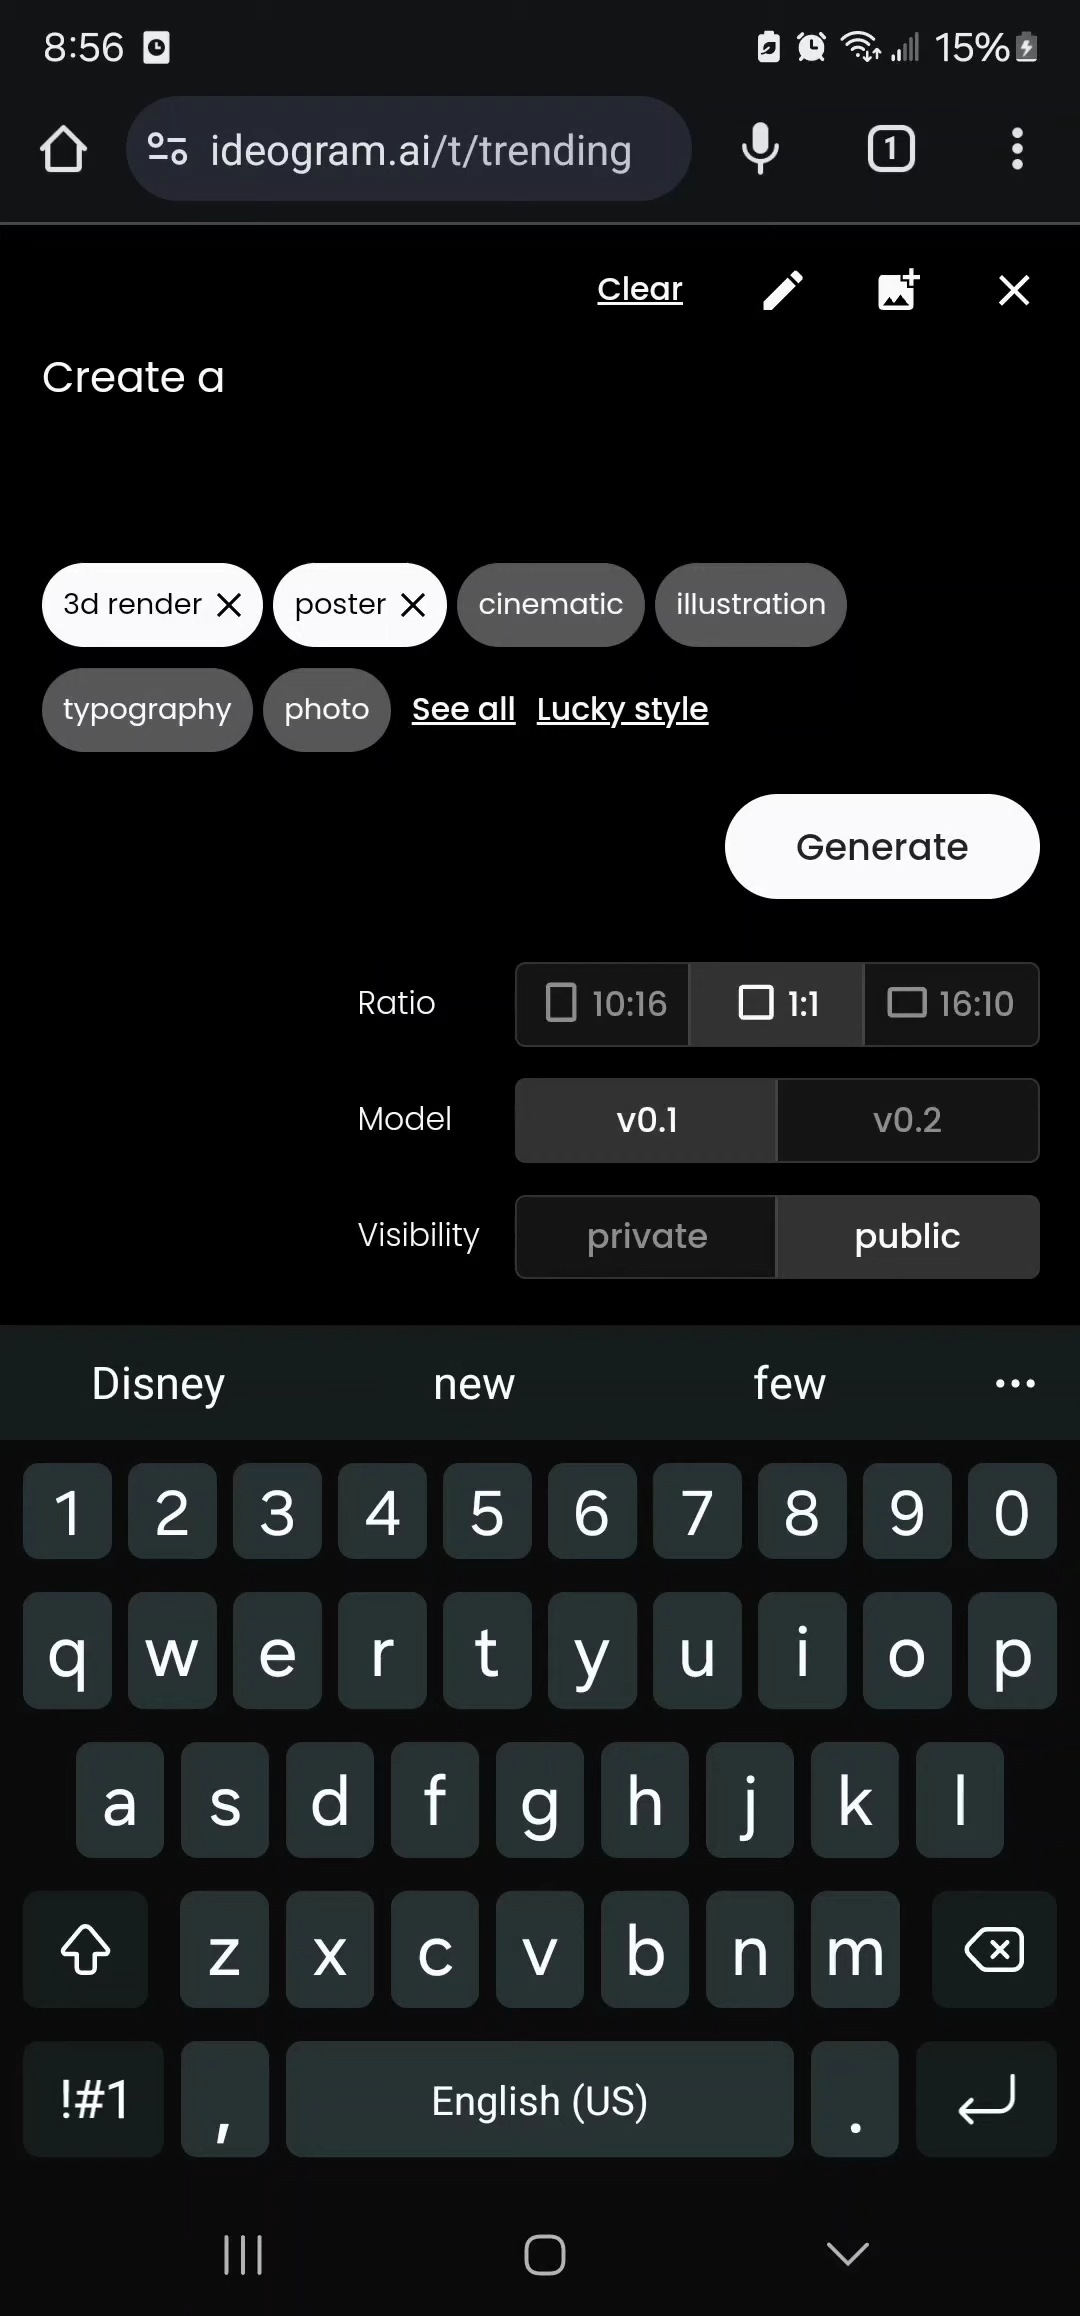 8:56 15%
ideogram.ai/t/trending 1
Clear
Create a
3d render poster cinematic illustration
typography photo See all Lucky style
Generate
Ratio 10:16 1:1 16:10
Model v0.1 v0.2
Visibility private public
Disney new few ...
1 2 3 4 5 6 7 8 9 0
q w e r t y u i o p
a s d f g h j k l
z x c v b n m
!#1 , English (US) .